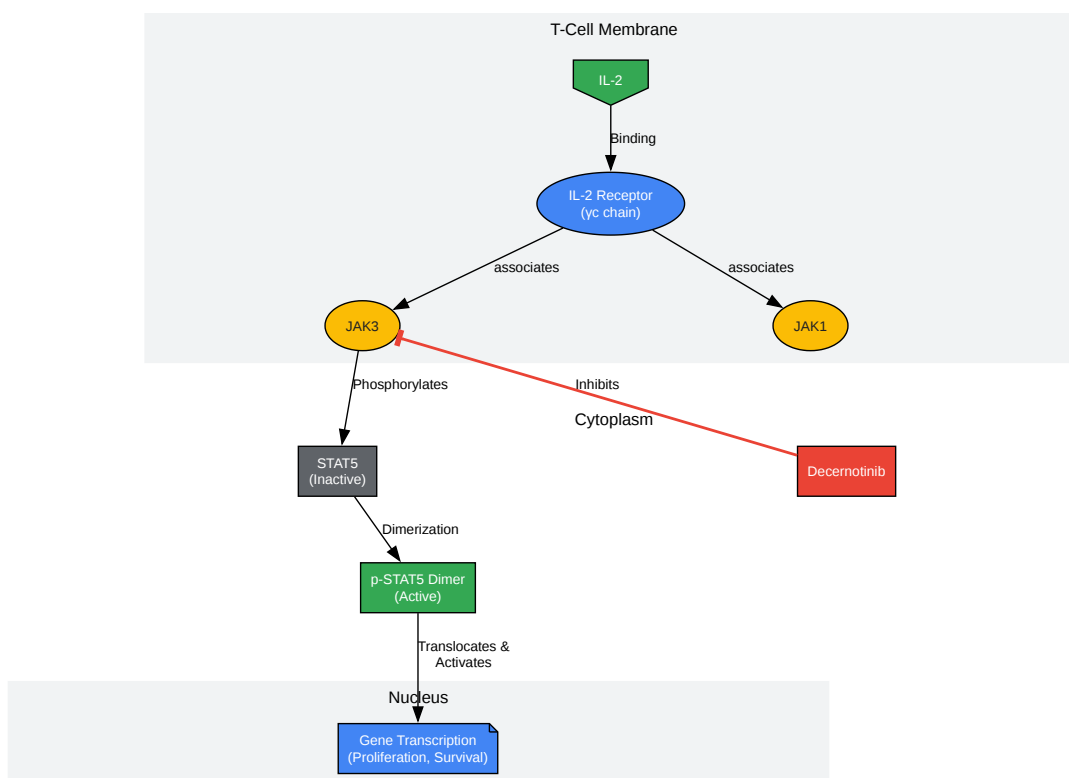 T-Cell Membrane
IL-2
Binding
IL-2 Receptor
(γc chain)
associates
associates
JAK3
JAK1
Phosphorylates
Inhibits
Cytoplasm
STAT5
(Inactive)
Decernotinib
Dimerization
p-STAT5 Dimer
(Active)
Translocates &
Activates
Nucleus
Gene Transcription
(Proliferation, Survival)